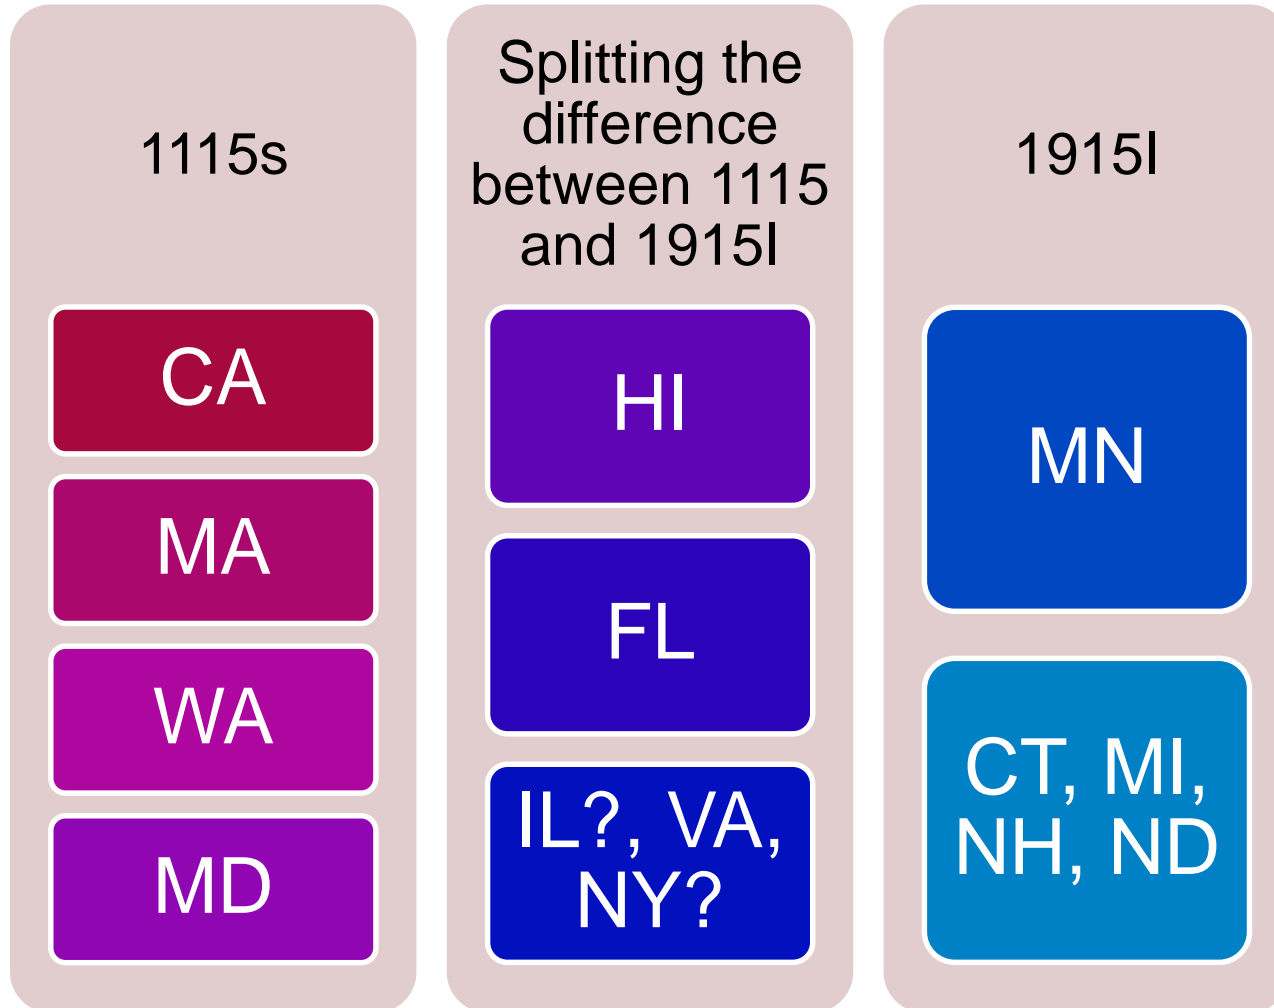 1115s
CA
MA
WA
MD
Splitting the
difference
between 1115
and 1915I
HI
FL
IL?, VA,
NY?
1915I
MN
CT, MI,
NH, ND